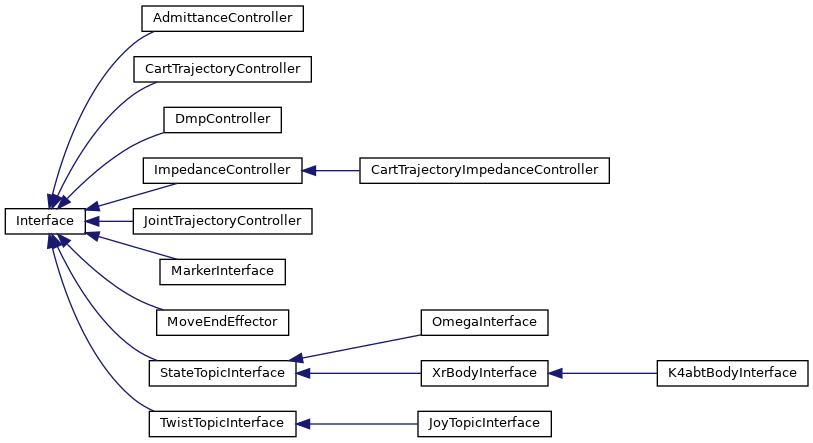 AdmittanceController
CartTrajectoryController
DmpController
ImpedanceController
CartTrajectoryImpedanceController
Interface
JointTrajectoryController
MarkerInterface
MoveEndEffector
OmegaInterface
StateTopicInterface
XrBodyInterface
K4abtBodyInterface
TwistTopicInterface
JoyTopicInterface